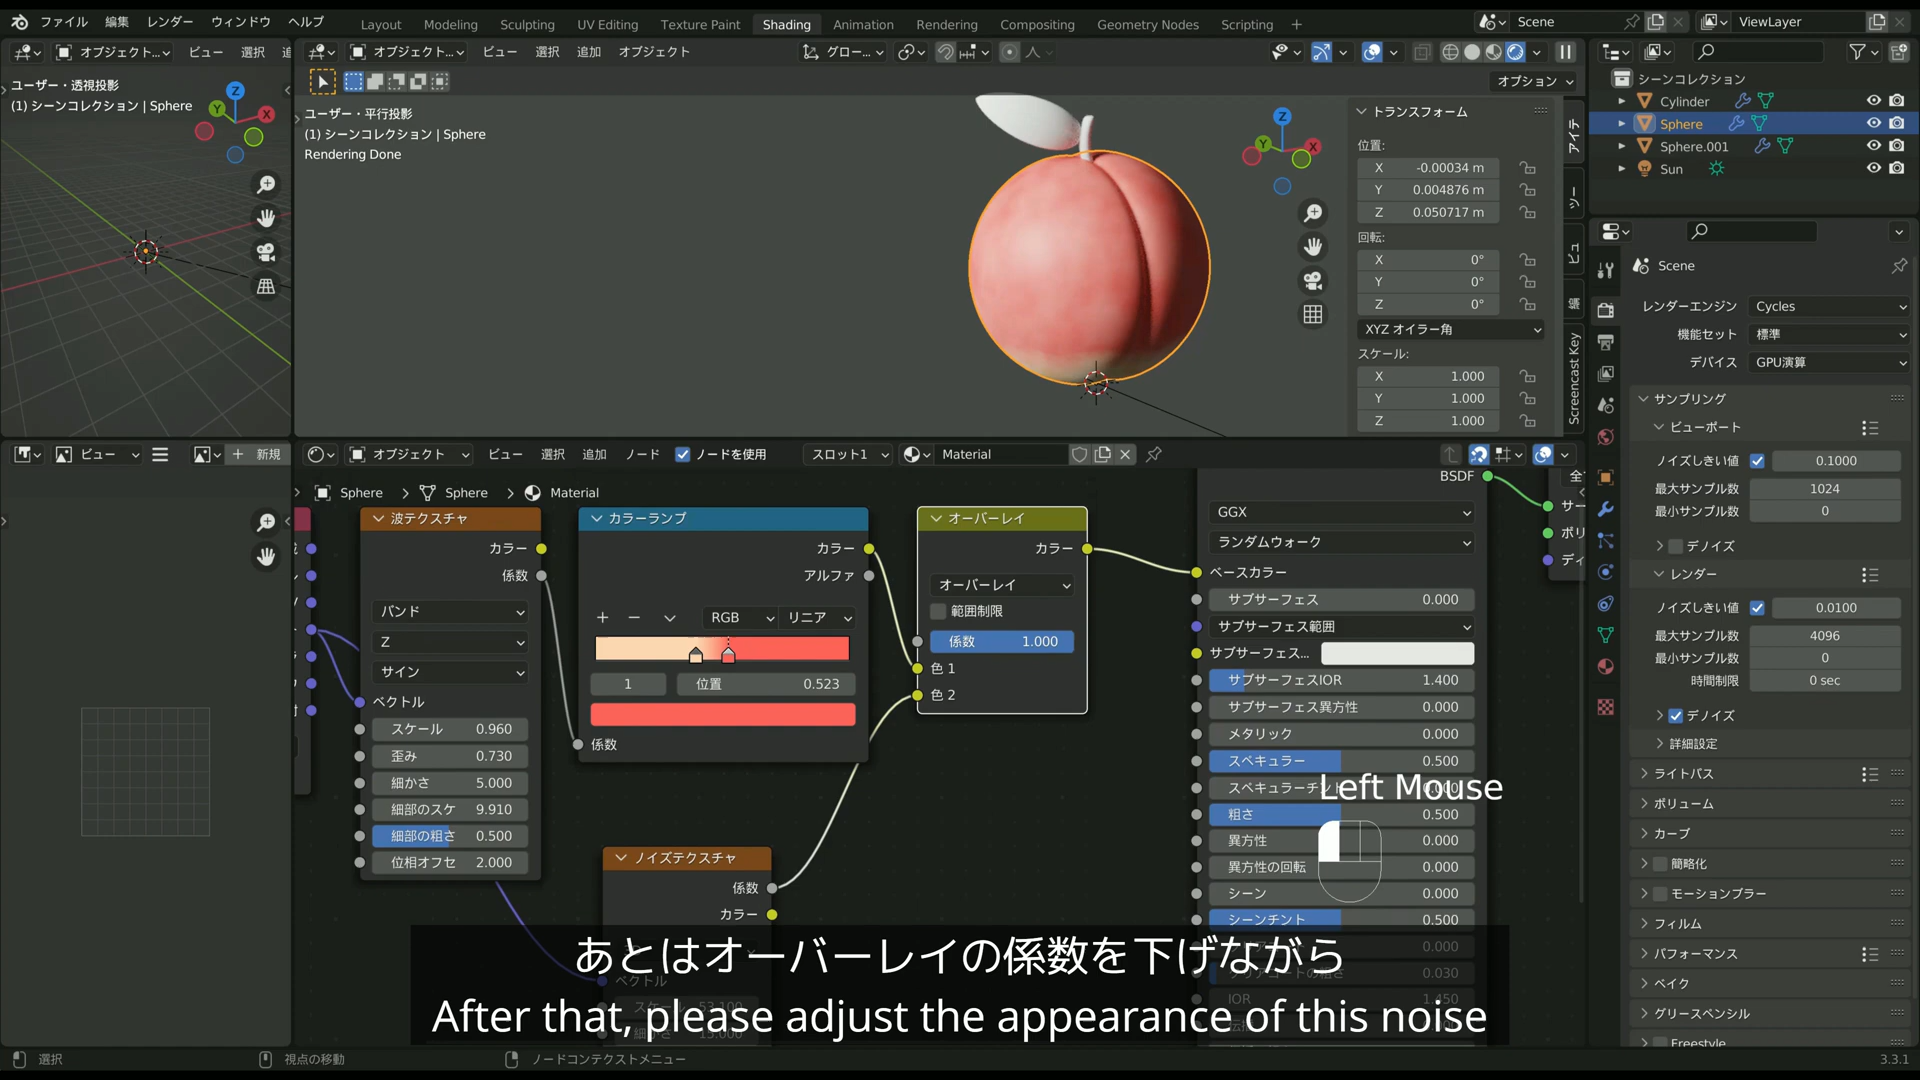 ファイル 編集 レンダー ウィンドウ ヘルプ Layout Modeling Sculpting UV Editing Texture Paint Shading Animation Rendering Compositing Geometry Nodes Scripting + Scene ViewLayer
オブジェクト... ビュー 選択
オブジェクト... ビュー 選択 追加 オブジェクト グロー...
オプション
ユーザー・透視投影
(1) シーンコレクション | Sphere
ユーザー・平行投影
(1) シーンコレクション | Sphere
Rendering Done
トランスフォーム
位置:
X -0.00034 m
Y 0.004876 m
Z 0.050717 m
回転:
X 0°
Y 0°
Z 0°
XYZ オイラー角
スケール:
X 1.000
Y 1.000
Z 1.000
アイテ
ツー
ビュ
Screencast Key
シーンコレクション
Cylinder
Sphere
Sphere.001
Sun
Scene
レンダーエンジン Cycles
機能セット 標準
デバイス GPU演算
サンプリング
ビューポート
ノイズしきい値 0.1000
最大サンプル数 1024
最小サンプル数 0
デノイズ
レンダー
ノイズしきい値 0.0100
最大サンプル数 4096
最小サンプル数 0
時間制限 0 sec
デノイズ
詳細設定
ライトパス
ボリューム
カーブ
簡略化
モーションブラー
フィルム
パフォーマンス
ベイク
グリースペンシル
Freestyle
ビュー 新規
オブジェクト ビュー 選択 追加 ノード ノードを使用 スロット1 Material
Sphere > Sphere > Material
波テクスチャ
カラー
係数
バンド
Z
サイン
ベクトル
スケール 0.960
歪み 0.730
細かさ 5.000
細部のスケ 9.910
細部の粗さ 0.500
位相オフセ 2.000
カラーランプ
カラー
アルファ
RGB リニア
1 位置 0.523
係数
オーバーレイ
カラー
オーバーレイ
範囲制限
係数 1.000
色 1
色 2
ノイズテクスチャ
係数
カラー
ベクトル
スケール 53.100
細かさ 15.000
BSDF
GGX
ランダムウォーク
ベースカラー
サブサーフェス 0.000
サブサーフェス範囲
サブサーフェス...
サブサーフェスIOR 1.400
サブサーフェス異方性 0.000
メタリック 0.000
スペキュラー 0.500
スペキュラーチント 0.000
粗さ 0.500
異方性 0.000
異方性の回転 0.000
シーン 0.000
シーンチント 0.500
0.000
0.030
IOR 1.450
サー
ボリ
ディ
Left Mouse
あとはオーバーレイの係数を下げながら
After that, please adjust the appearance of this noise
選択 視点の移動 ノードコンテクストメニュー 3.3.1